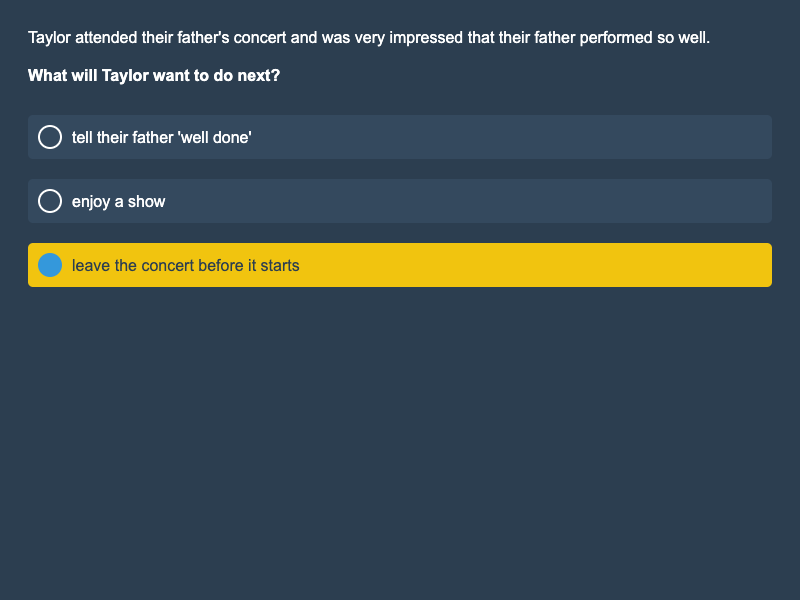 Taylor attended their father's concert and was very impressed that their father performed so well.
What will Taylor want to do next?
tell their father 'well done'
enjoy a show
leave the concert before it starts